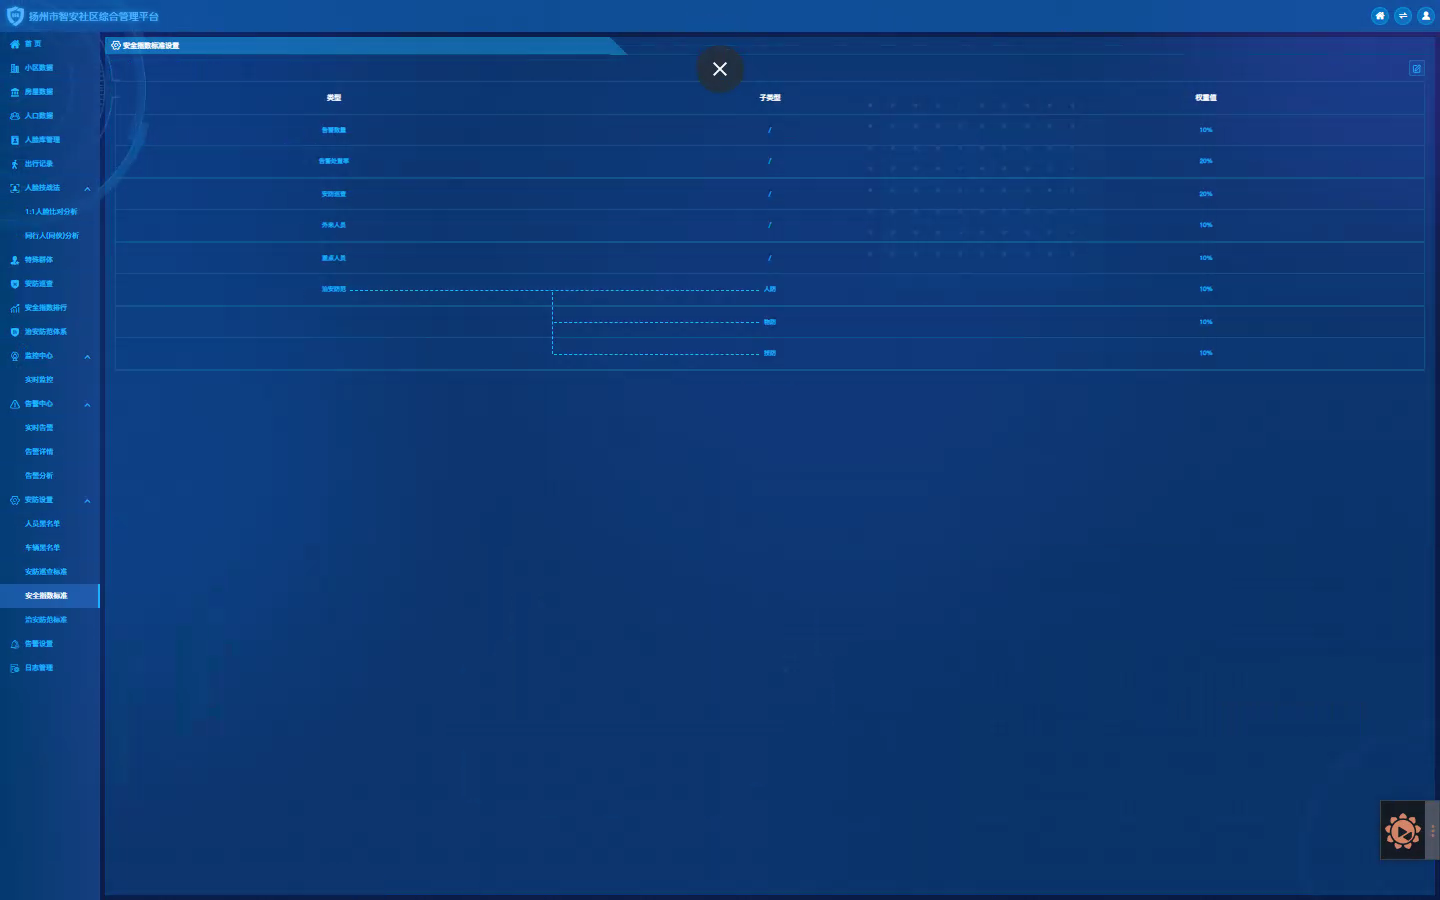 扬州市智安社区综合管理平台
首 页
小区数据
房屋数据
人口数据
人脸库管理
出行记录
人脸技战法
1:1人脸比对分析
同行人(同伙)分析
特殊群体
安防巡查
安全指数排行
治安防范体系
监控中心
实时监控
告警中心
实时告警
告警详情
告警分析
安防设置
人员黑名单
车辆黑名单
安防巡查标准
安全指数标准
治安防范标准
告警设置
日志管理
安全指数标准设置
类型 子类型 权重值
告警数量 / 10%
告警处置率 / 20%
安防巡查 / 20%
外来人员 / 10%
重点人员 / 10%
治安防范 人防 10%
物防 10%
技防 10%